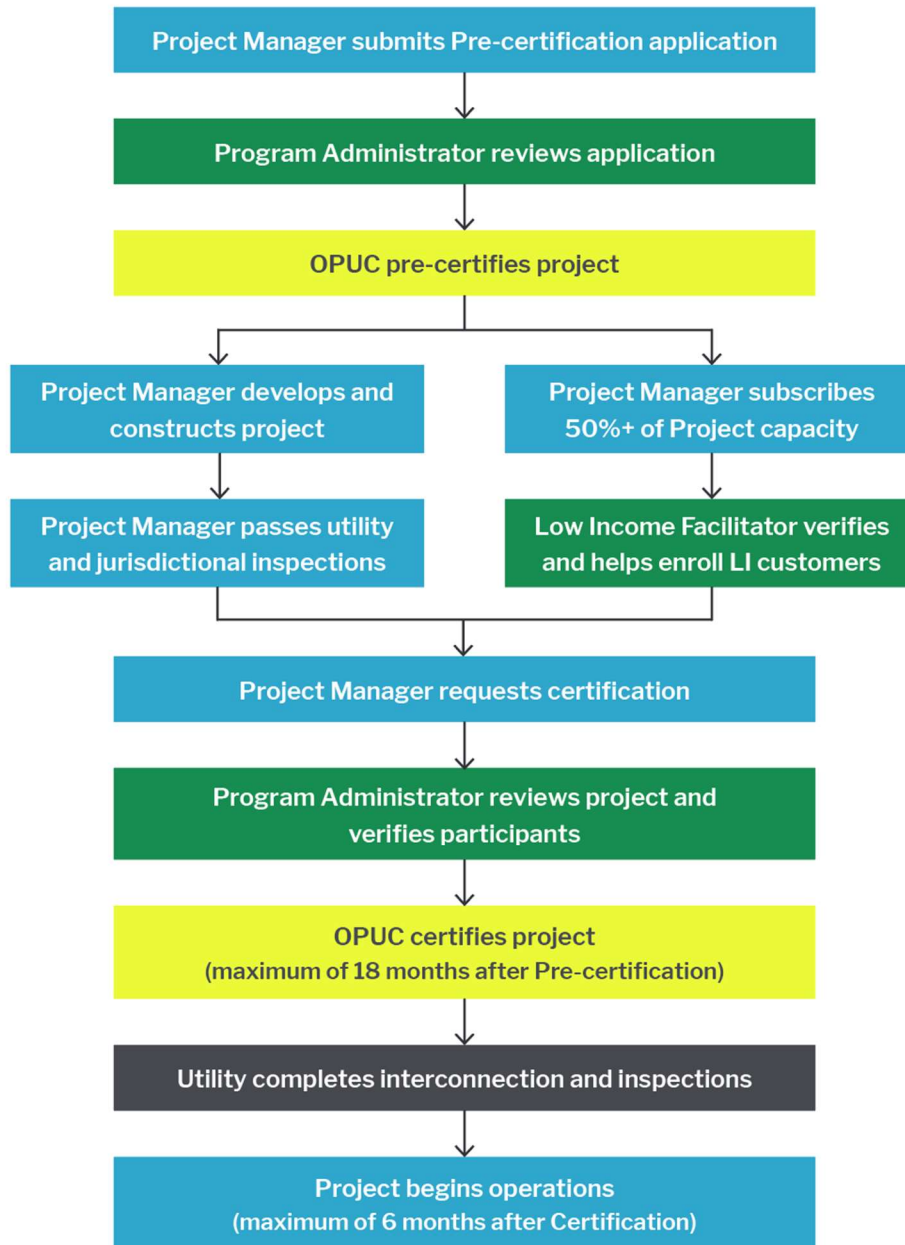 Project Manager submits Pre-certification application
Program Administrator reviews application
OPUC pre-certifies project
Project Manager develops and
constructs project
Project Manager subscribes
50%+ of Project capacity
Project Manager passes utility
and jurisdictional inspections
Low Income Facilitator verifies
and helps enroll LI customers
Project Manager requests certification
Program Administrator reviews project and
verifies participants
OPUC certifies project
(maximum of 18 months after Pre-certification)
Utility completes interconnection and inspections
Project begins operations
(maximum of 6 months after Certification)